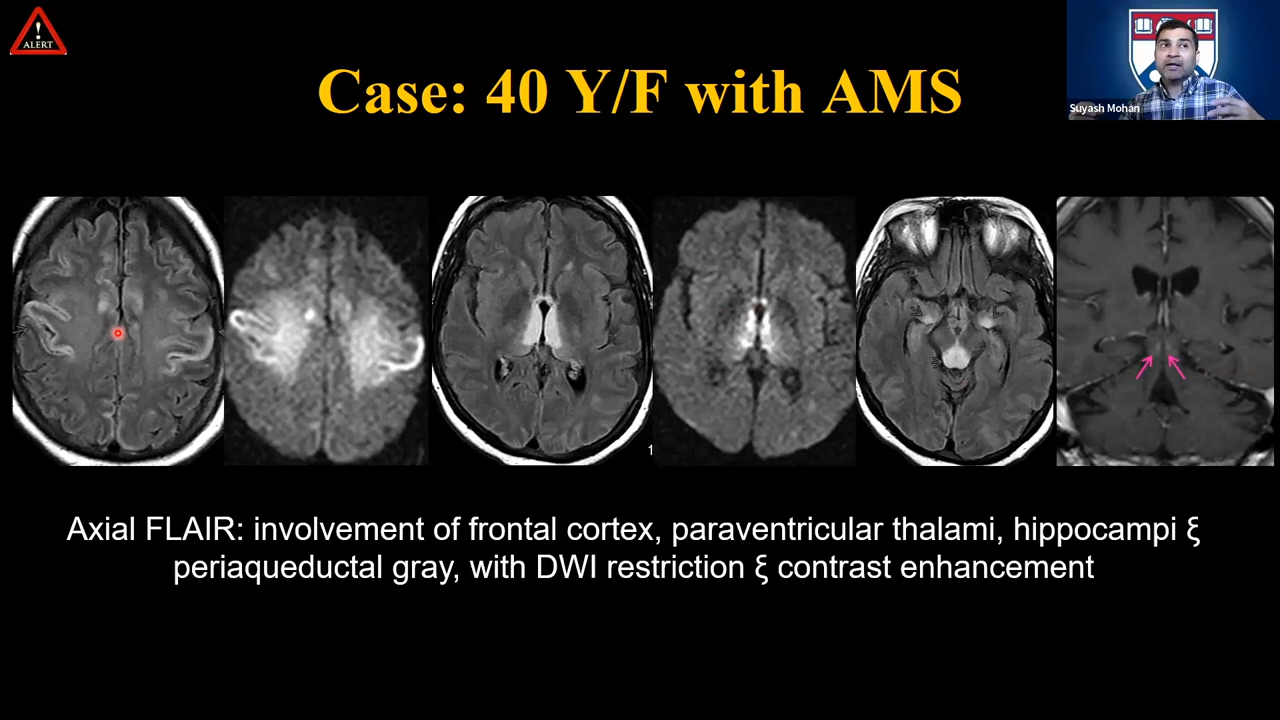 ALERT
Case: 40 Y/F with AMS
Suyash Mohan
1
Axial FLAIR: involvement of frontal cortex, paraventricular thalami, hippocampi ξ
periaqueductal gray, with DWI restriction ξ contrast enhancement